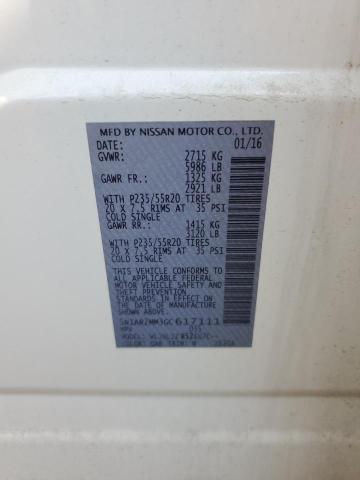 MFD BY NISSAN MOTOR CO., LTD.
DATE: 01/16
GVWR: 2715 KG
5986 LB
GAWR FR.: 1325 KG
2921 LB
WITH P235/55R20 TIRES
20 X 7.5 RIMS AT 35 PSI
COLD SINGLE
GAWR RR.: 1415 KG
3120 LB
WITH P235/55R20 TIRES
20 X 7.5 RIMS AT 35 PSI
COLD SINGLE
THIS VEHICLE CONFORMS TO ALL
APPLICABLE FEDERAL MOTOR
VEHICLE SAFETY AND THEFT
PREVENTION STANDARDS IN EFFECT
ON THE DATE OF MANUFACTURE
SHOWN ABOVE.
5N1AR2MM3GC617111
MPV
MODEL:
COLOR: TRIM: